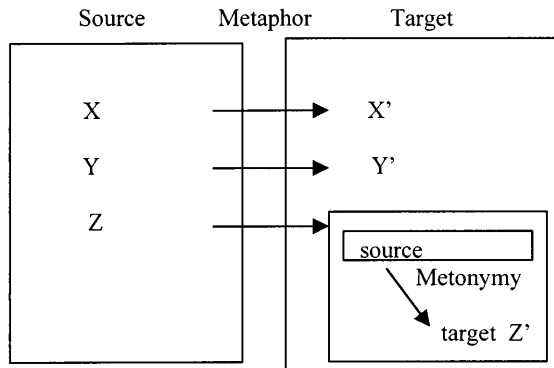 Source Metaphor Target
X X’
Y Y’
Z
source
Metonymy
target Z’